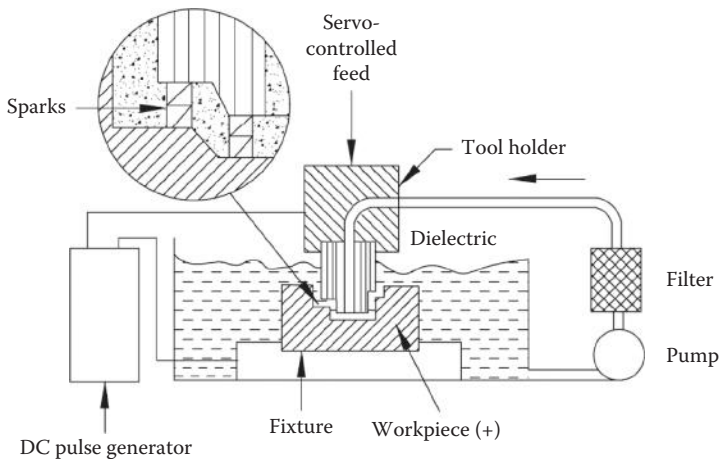 Servo-
controlled
feed
Sparks
Tool holder
Dielectric
Filter
Pump
Fixture
Workpiece (+)
DC pulse generator